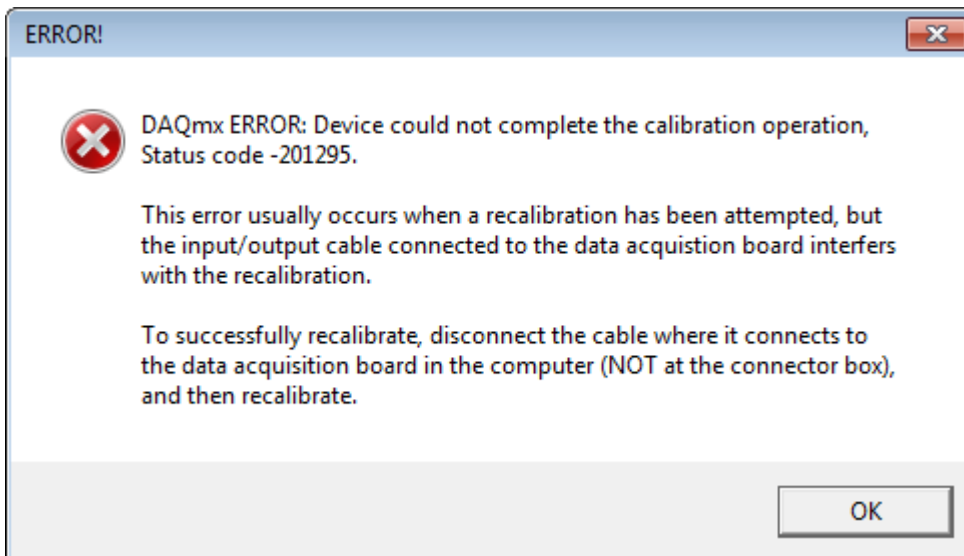 ERROR!
DAQmx ERROR: Device could not complete the calibration operation,
Status code -201295.
This error usually occurs when a recalibration has been attempted, but
the input/output cable connected to the data acquistion board interfers
with the recalibration.
To successfully recalibrate, disconnect the cable where it connects to
the data acquisition board in the computer (NOT at the connector box),
and then recalibrate.
OK